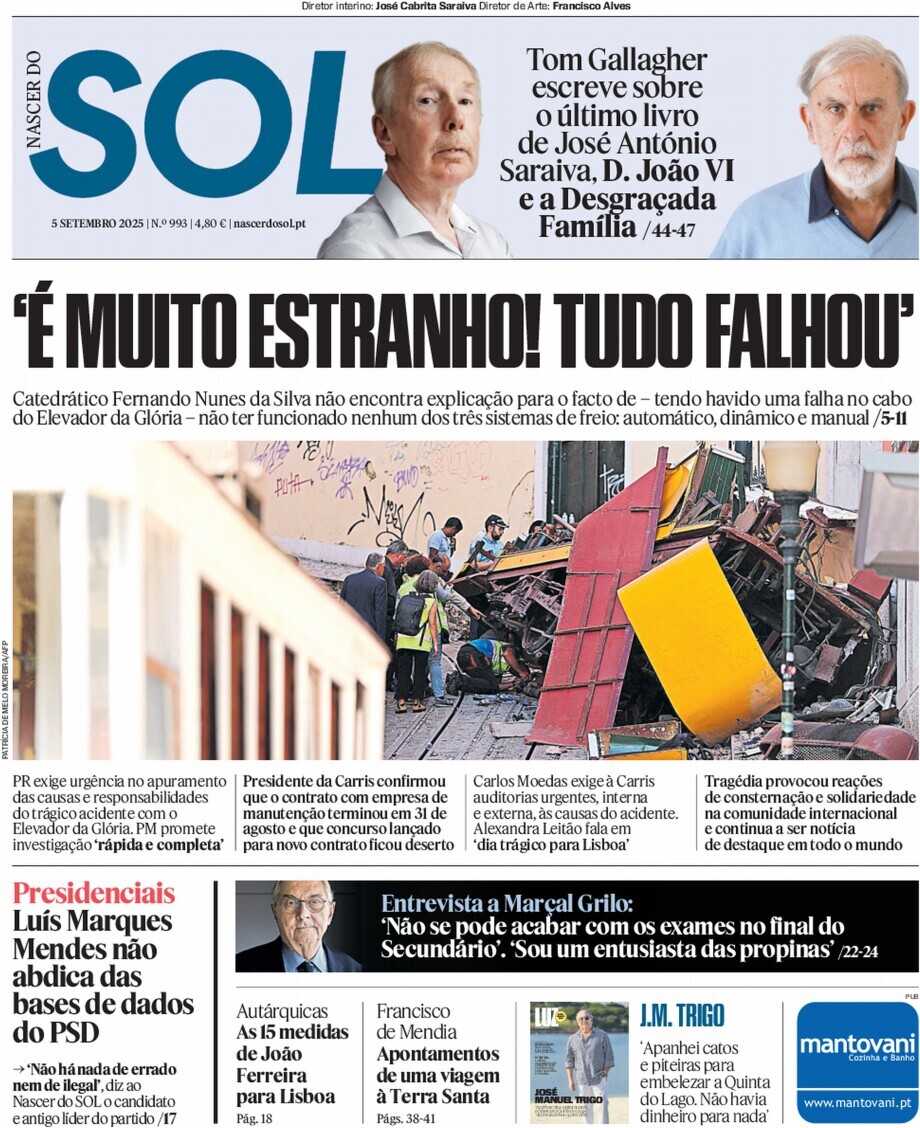 Diretor interino: José Cabrita Saraiva Diretor de Arte: Francisco Alves
NASCER DO
SOL
5 SETEMBRO 2025 | N.º 993 | 4,80 € | nascerdosol.pt
Tom Gallagher
escreve sobre
o último livro
de José António
Saraiva, D. João VI
e a Desgraçada
Família /44-47
‘É MUITO ESTRANHO! TUDO FALHOU’
Catedrático Fernando Nunes da Silva não encontra explicação para o facto de – tendo havido uma falha no cabo
do Elevador da Glória – não ter funcionado nenhum dos três sistemas de freio: automático, dinâmico e manual /5-11
PATRÍCIA DE MELO MOREIRA/AFP
PR exige urgência no apuramento
das causas e responsabilidades
do trágico acidente com o
Elevador da Glória. PM promete
investigação ‘rápida e completa’
Presidente da Carris confirmou
que o contrato com empresa de
manutenção terminou em 31 de
agosto e que concurso lançado
para novo contrato ficou deserto
Carlos Moedas exige à Carris
auditorias urgentes, interna
e externa, às causas do acidente.
Alexandra Leitão fala em
‘dia trágico para Lisboa’
Tragédia provocou reações
de consternação e solidariedade
na comunidade internacional
e continua a ser notícia
de destaque em todo o mundo
Presidenciais
Luís Marques
Mendes não
abdica das
bases de dados
do PSD
→ ‘Não há nada de errado
nem de ilegal’, diz ao
Nascer do SOL o candidato
e antigo líder do partido /17
Entrevista a Marçal Grilo:
‘Não se pode acabar com os exames no final do
Secundário’. ‘Sou um entusiasta das propinas’ /22-24
Autárquicas
As 15 medidas
de João
Ferreira
para Lisboa
Pág. 18
Francisco
de Mendia
Apontamentos
de uma viagem
à Terra Santa
Págs. 38-41
LUZ
JOSÉ
MANUEL TRIGO
J.M. TRIGO
‘Apanhei catos
e piteiras para
embelezar a Quinta
do Lago. Não havia
dinheiro para nada’
PUB
mantovani
Cozinha e Banho
www.mantovani.pt